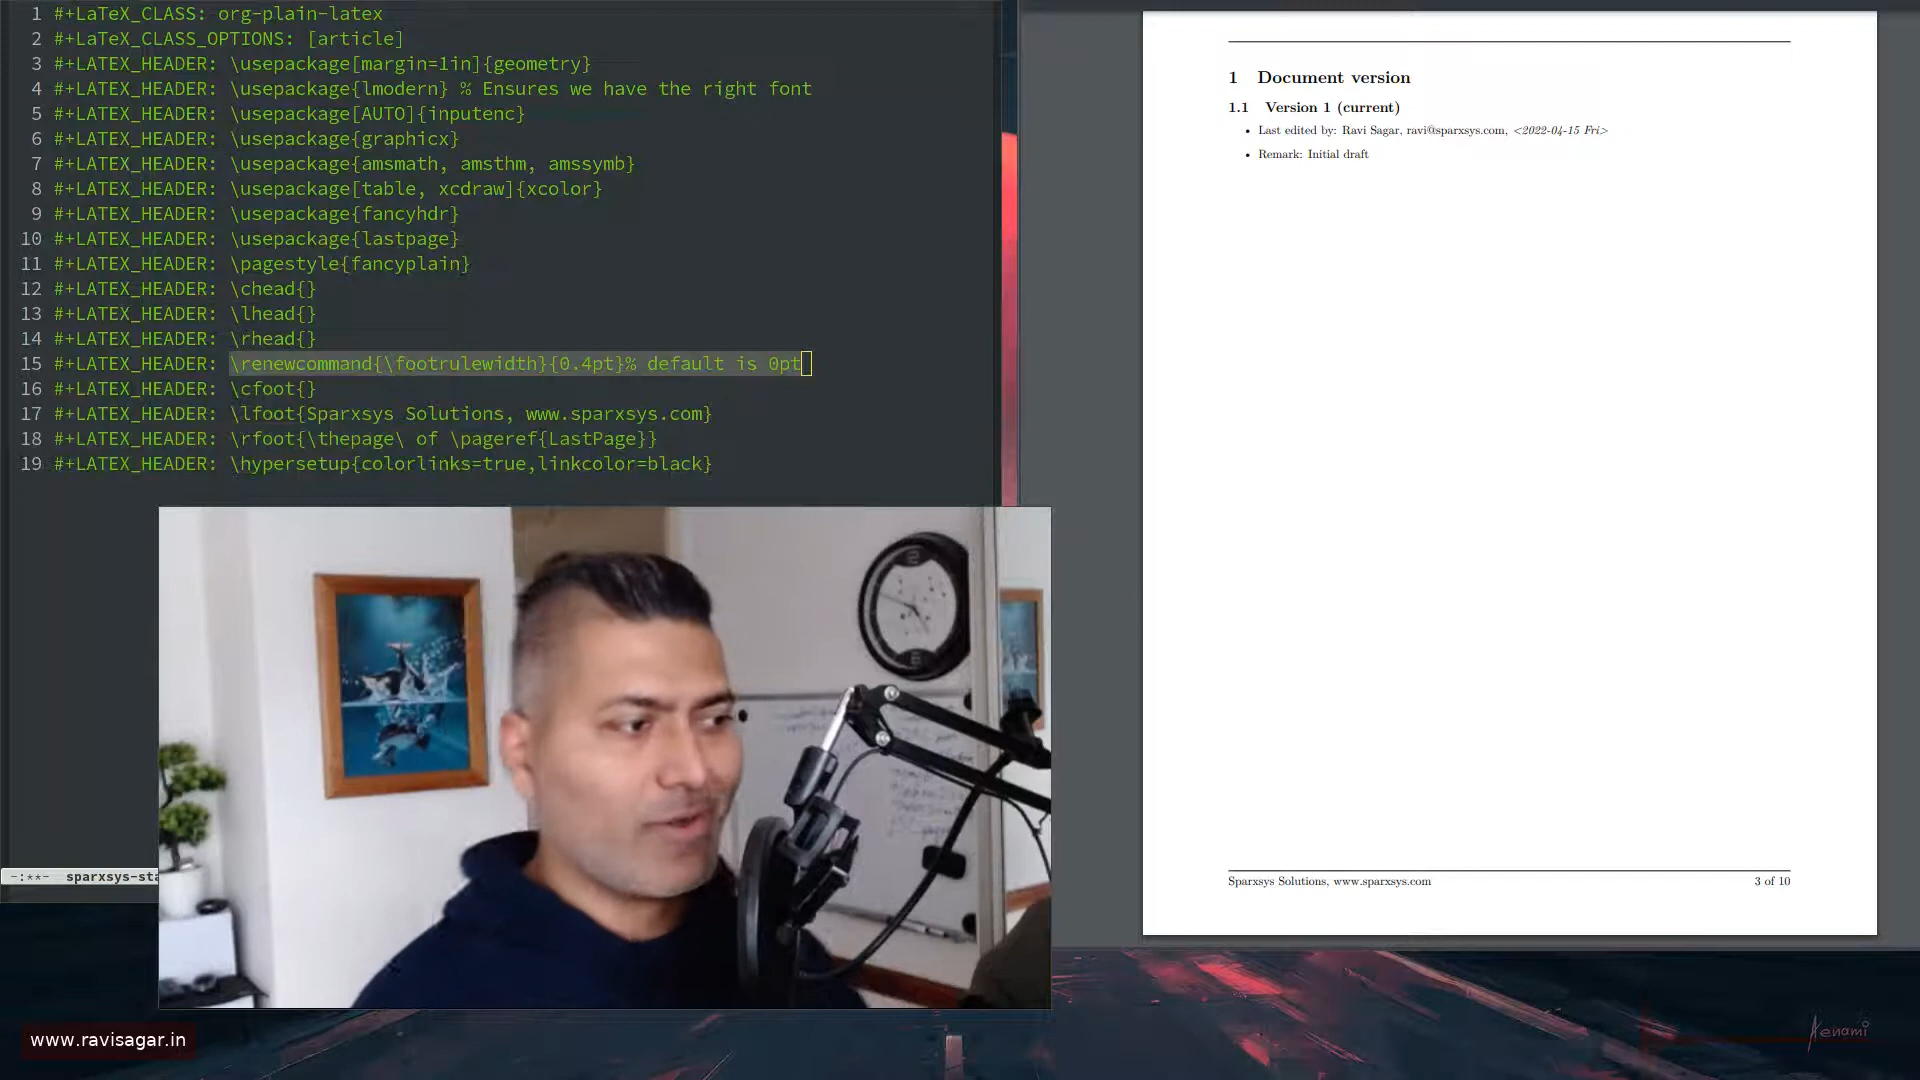 1 #+LaTeX_CLASS: org-plain-latex
2 #+LaTeX_CLASS_OPTIONS: [article]
3 #+LATEX_HEADER: \usepackage[margin=1in]{geometry}
4 #+LATEX_HEADER: \usepackage{lmodern} % Ensures we have the right font
5 #+LATEX_HEADER: \usepackage[AUTO]{inputenc}
6 #+LATEX_HEADER: \usepackage{graphicx}
7 #+LATEX_HEADER: \usepackage{amsmath, amsthm, amssymb}
8 #+LATEX_HEADER: \usepackage[table, xcdraw]{xcolor}
9 #+LATEX_HEADER: \usepackage{fancyhdr}
10 #+LATEX_HEADER: \usepackage{lastpage}
11 #+LATEX_HEADER: \pagestyle{fancyplain}
12 #+LATEX_HEADER: \chead{}
13 #+LATEX_HEADER: \lhead{}
14 #+LATEX_HEADER: \rhead{}
15 #+LATEX_HEADER: \renewcommand{\footrulewidth}{0.4pt}% default is 0pt
16 #+LATEX_HEADER: \cfoot{}
17 #+LATEX_HEADER: \lfoot{Sparxsys Solutions, www.sparxsys.com}
18 #+LATEX_HEADER: \rfoot{\thepage\ of \pageref{LastPage}}
19 #+LATEX_HEADER: \hypersetup{colorlinks=true,linkcolor=black}
-:**- sparxsys-sta
www.ravisagar.in
1 Document version
1.1 Version 1 (current)
• Last edited by: Ravi Sagar, ravi@sparxsys.com, <2022-04-15 Fri>
• Remark: Initial draft
Sparxsys Solutions, www.sparxsys.com 3 of 10
Kenami